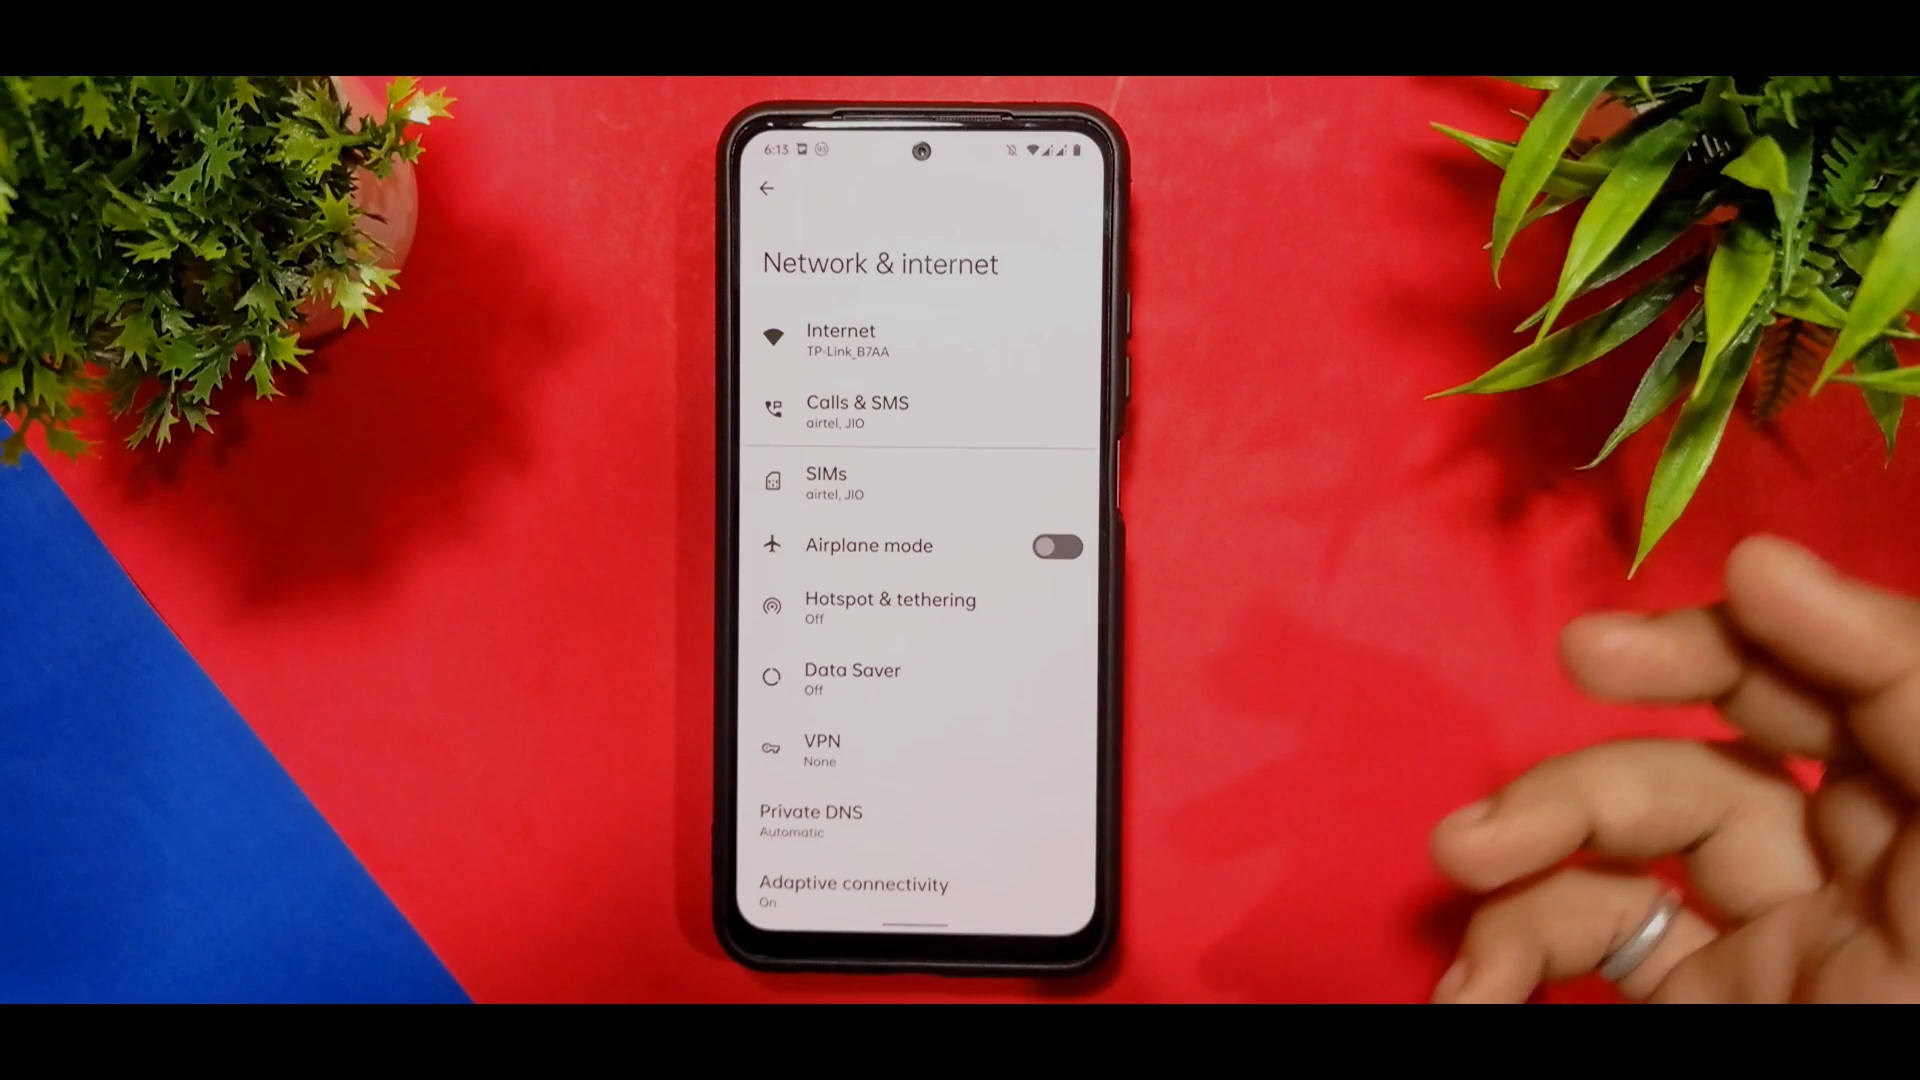 6:13 93
Network & internet
Internet
TP-Link_B7AA
Calls & SMS
airtel, JIO
SIMs
airtel, JIO
Airplane mode
Hotspot & tethering
Off
Data Saver
Off
VPN
None
Private DNS
Automatic
Adaptive connectivity
On